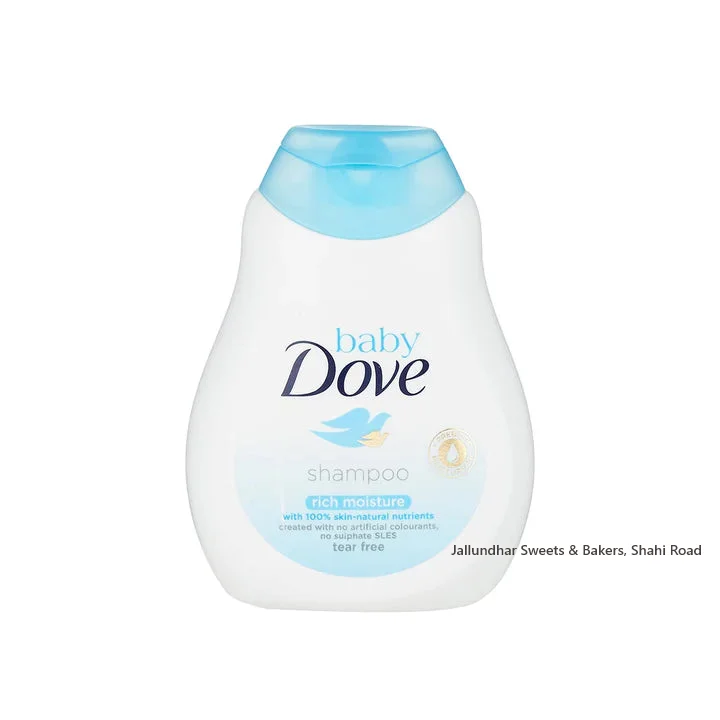 baby
Dove
shampoo
rich moisture
with 100% skin-natural nutrients
created with no artificial colourants,
no sulphate SLES
tear free
Jallundhar Sweets & Bakers, Shahi Road